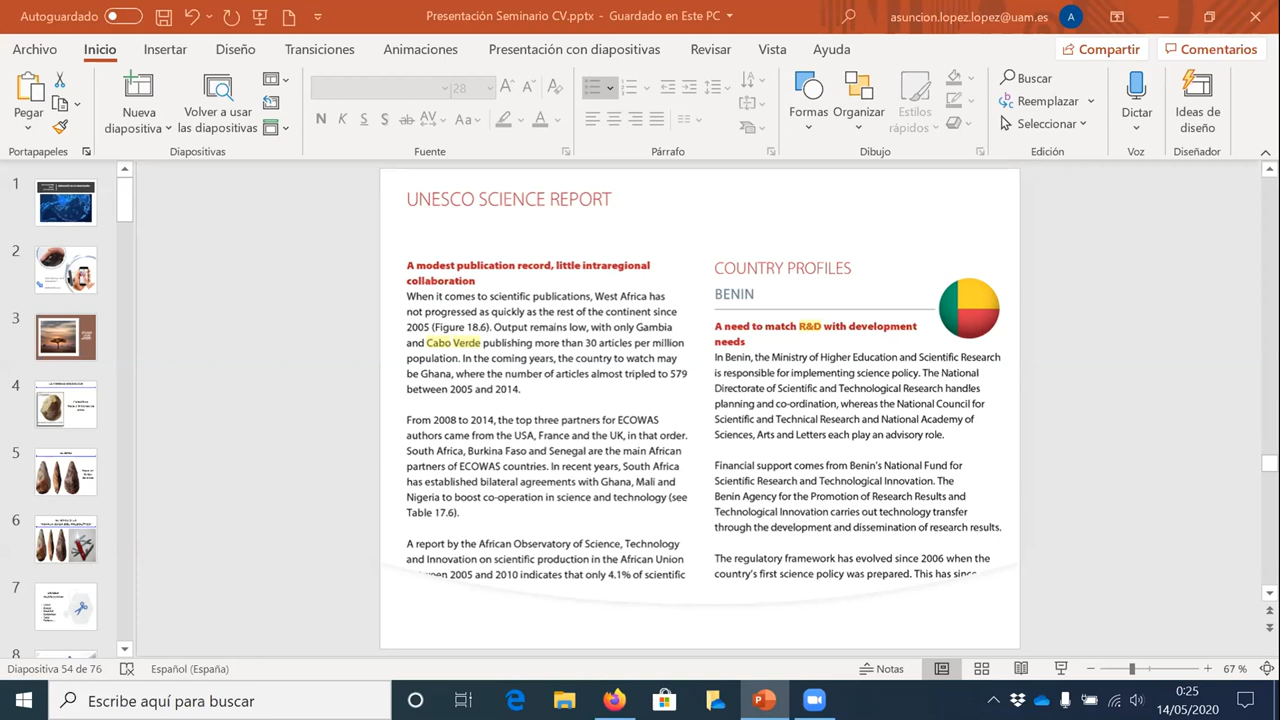 Autoguardado
Presentación Seminario CV.pptx - Guardado en Este PC
asuncion.lopez.lopez@uam.es
A
Archivo Inicio Insertar Diseño Transiciones Animaciones Presentación con diapositivas Revisar Vista Ayuda
Compartir Comentarios
Pegar
Nueva
diapositiva
Volver a usar
las diapositivas
28
N K S ab AV Aa A
Formas Organizar
Estilos
rápidos
Buscar
Reemplazar
Seleccionar
Dictar
Ideas de
diseño
Portapapeles Diapositivas Fuente Párrafo Dibujo Edición Voz Diseñador
1
2
3
4
5
6
7
8
UNESCO SCIENCE REPORT
A modest publication record, little intraregional
collaboration
When it comes to scientific publications, West Africa has
not progressed as quickly as the rest of the continent since
2005 (Figure 18.6). Output remains low, with only Gambia
and Cabo Verde publishing more than 30 articles per million
population. In the coming years, the country to watch may
be Ghana, where the number of articles almost tripled to 579
between 2005 and 2014.
From 2008 to 2014, the top three partners for ECOWAS
authors came from the USA, France and the UK, in that order.
South Africa, Burkina Faso and Senegal are the main African
partners of ECOWAS countries. In recent years, South Africa
has established bilateral agreements with Ghana, Mali and
Nigeria to boost co-operation in science and technology (see
Table 17.6).
A report by the African Observatory of Science, Technology
and Innovation on scientific production in the African Union
between 2005 and 2010 indicates that only 4.1% of scientific
COUNTRY PROFILES
BENIN
A need to match R&D with development
needs
In Benin, the Ministry of Higher Education and Scientific Research
is responsible for implementing science policy. The National
Directorate of Scientific and Technological Research handles
planning and co-ordination, whereas the National Council for
Scientific and Technical Research and National Academy of
Sciences, Arts and Letters each play an advisory role.
Financial support comes from Benin's National Fund for
Scientific Research and Technological Innovation. The
Benin Agency for the Promotion of Research Results and
Technological Innovation carries out technology transfer
through the development and dissemination of research results.
The regulatory framework has evolved since 2006 when the
country's first science policy was prepared. This has since
Diapositiva 54 de 76
Español (España)
Notas
67 %
Escribe aquí para buscar
0:25
14/05/2020